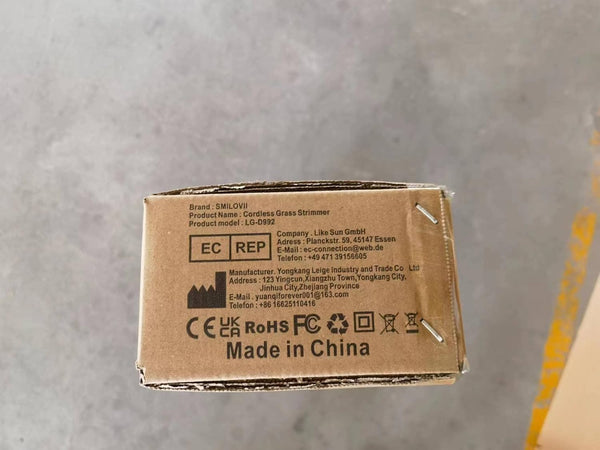 Brand : SMILOVII
Product Name : Cordless Grass Strimmer
Product model : LG-D992
EC REP
Company . Like Sun GmbH
Adress : Planckstr. 59, 45147 Essen
E-Mail : ec-connection@web.de
Telefon : +49 471 39156605
Manufacturer. Yongkang Leige Industry and Trade Co Ltd
Address : 123 Yingcun,Xiangzhu Town,Yongkang City,
Jinhua City,Zhejiang Province
E-Mail . yuanqiforever001@163.com
Telefon : +86 16625110416
CE UK CA RoHS FC
Made in China